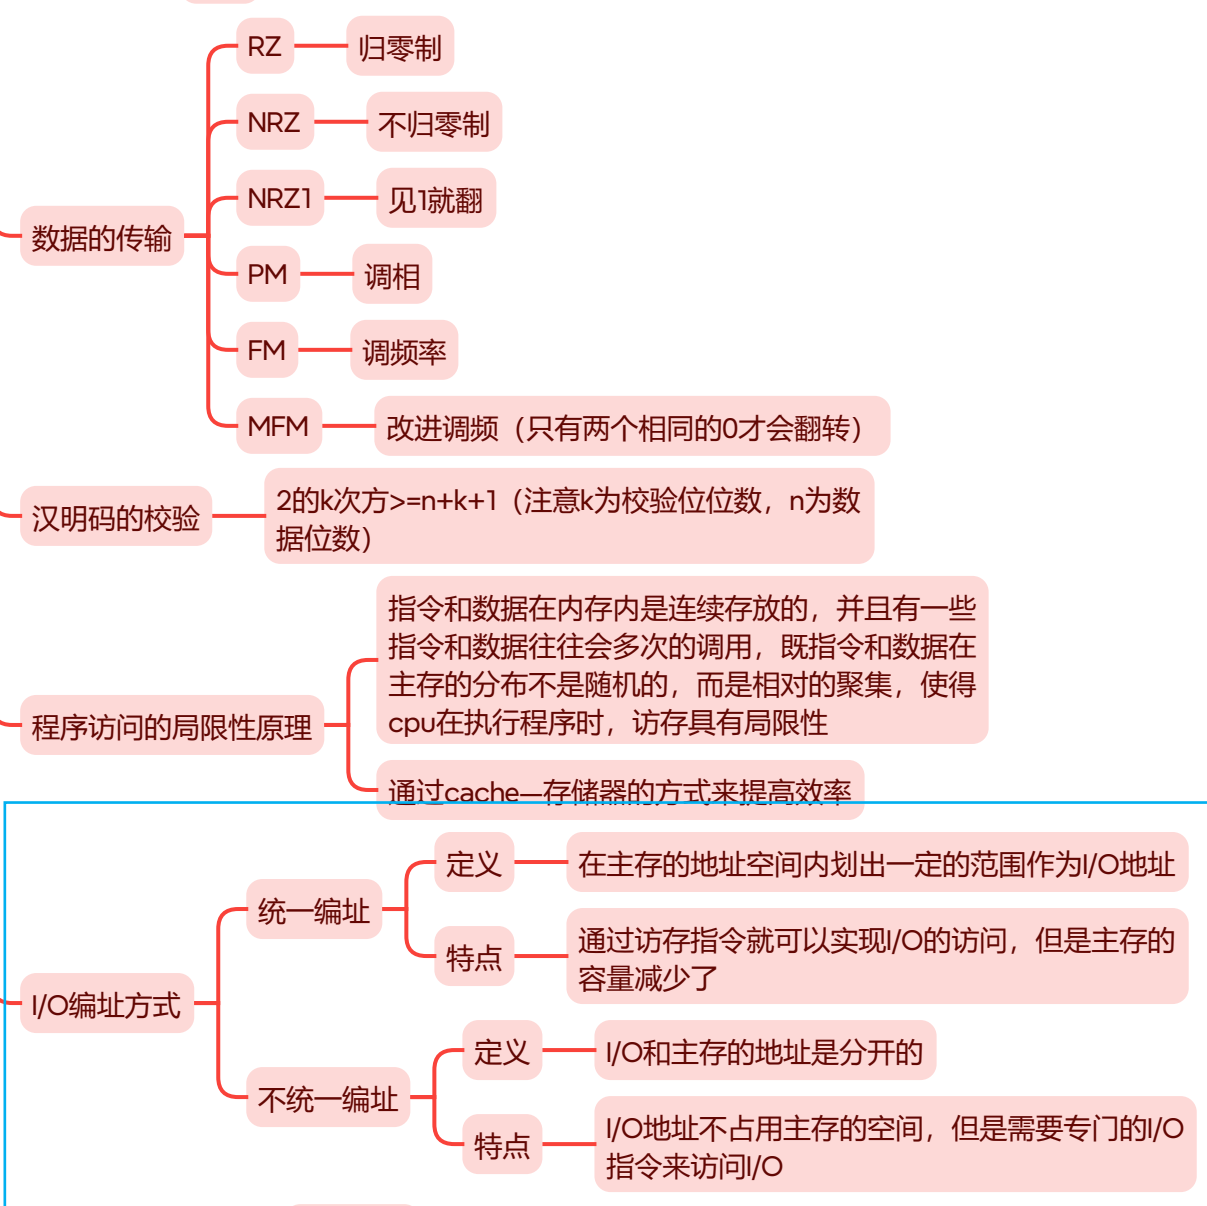 数据的传输
RZ
归零制
NRZ
不归零制
NRZ1
见1就翻
PM
调相
FM
调频率
MFM
改进调频（只有两个相同的0才会翻转）
汉明码的校验
2的k次方>=n+k+1（注意k为校验位位数，n为数
据位数）
程序访问的局限性原理
指令和数据在内存内是连续存放的，并且有一些
指令和数据往往会多次的调用，既指令和数据在
主存的分布不是随机的，而是相对的聚集，使得
cpu在执行程序时，访存具有局限性
通过cache—存储器的方式来提高效率
I/O编址方式
统一编址
定义
在主存的地址空间内划出一定的范围作为I/O地址
特点
通过访存指令就可以实现I/O的访问，但是主存的
容量减少了
不统一编址
定义
I/O和主存的地址是分开的
特点
I/O地址不占用主存的空间，但是需要专门的I/O
指令来访问I/O